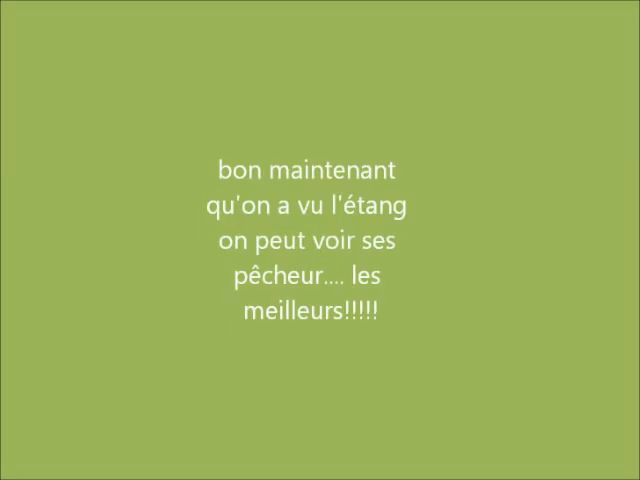 bon maintenant
qu'on a vu l'étang
on peut voir ses
pêcheur.... les
meilleurs!!!!!